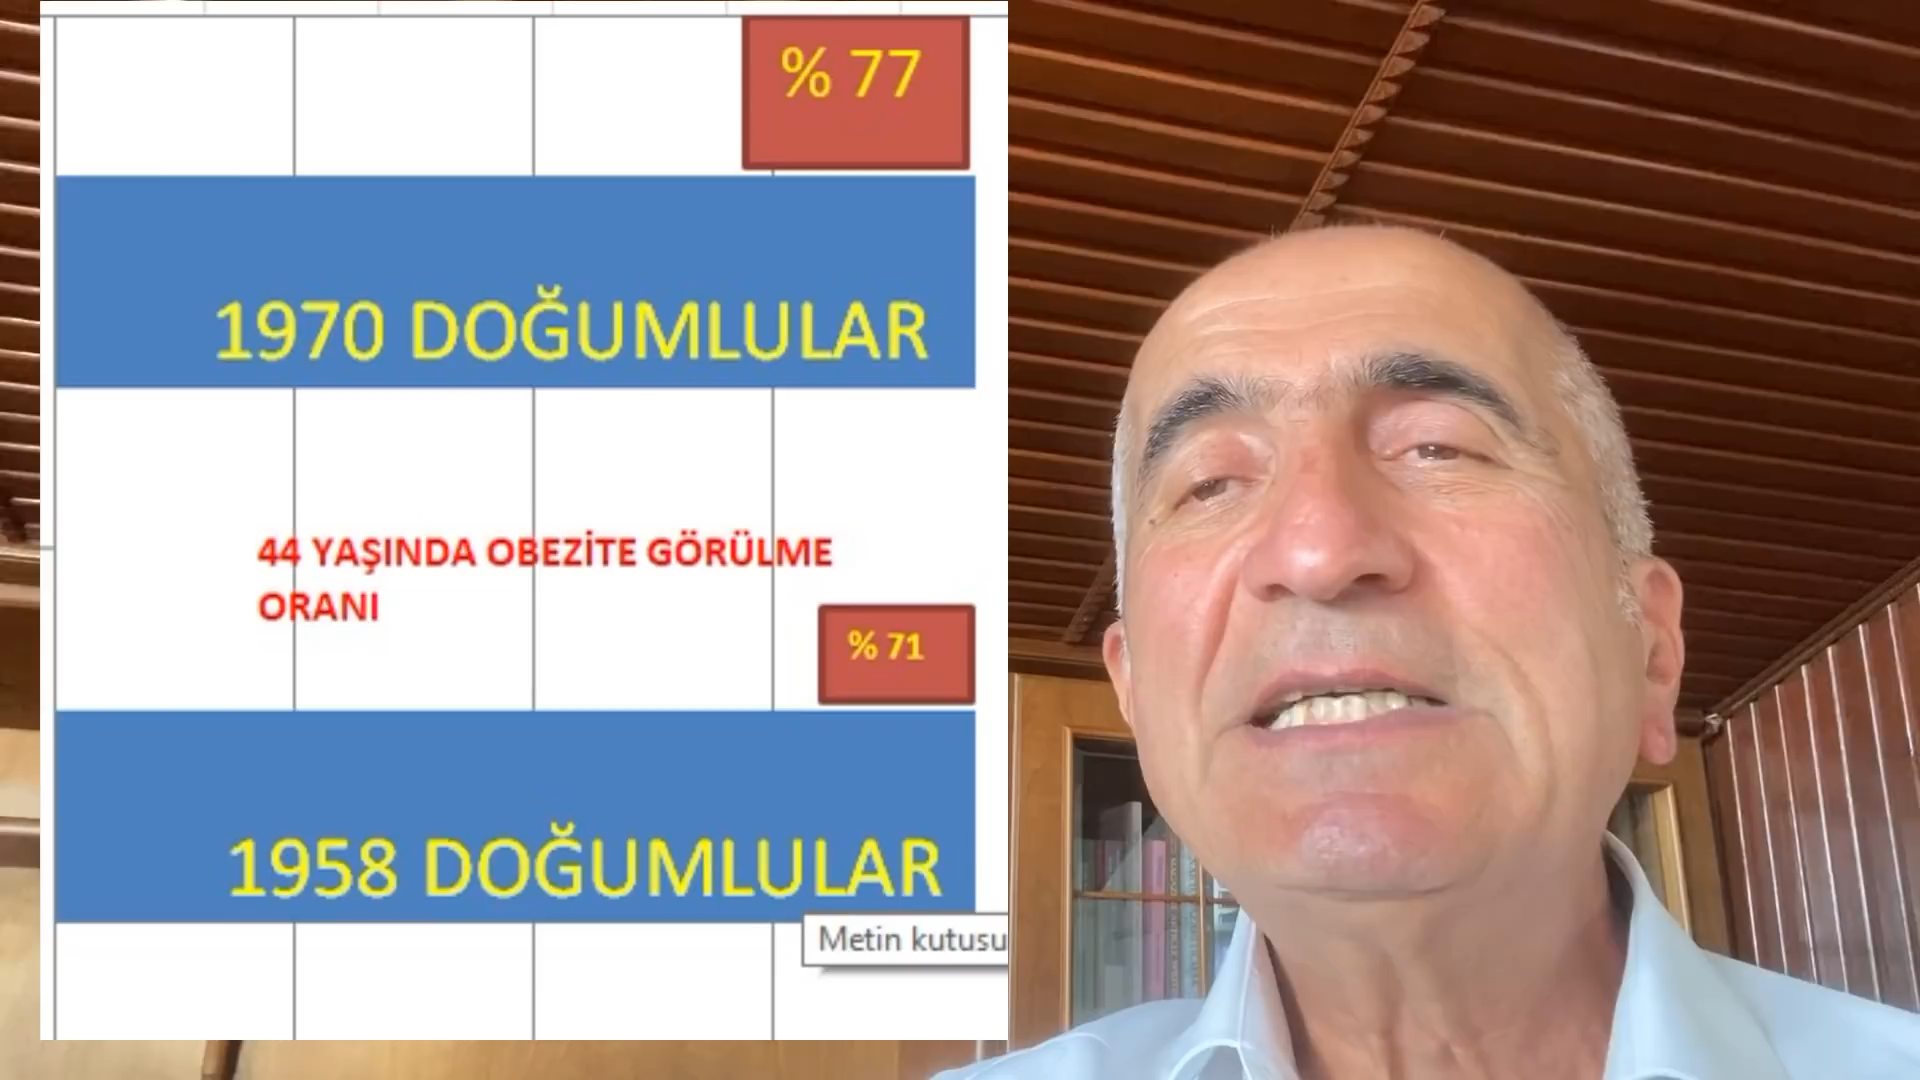 % 77
1970 DOĞUMLULAR
44 YAŞINDA OBEZİTE GÖRÜLME
ORANI
% 71
1958 DOĞUMLULAR
Metin kutusu